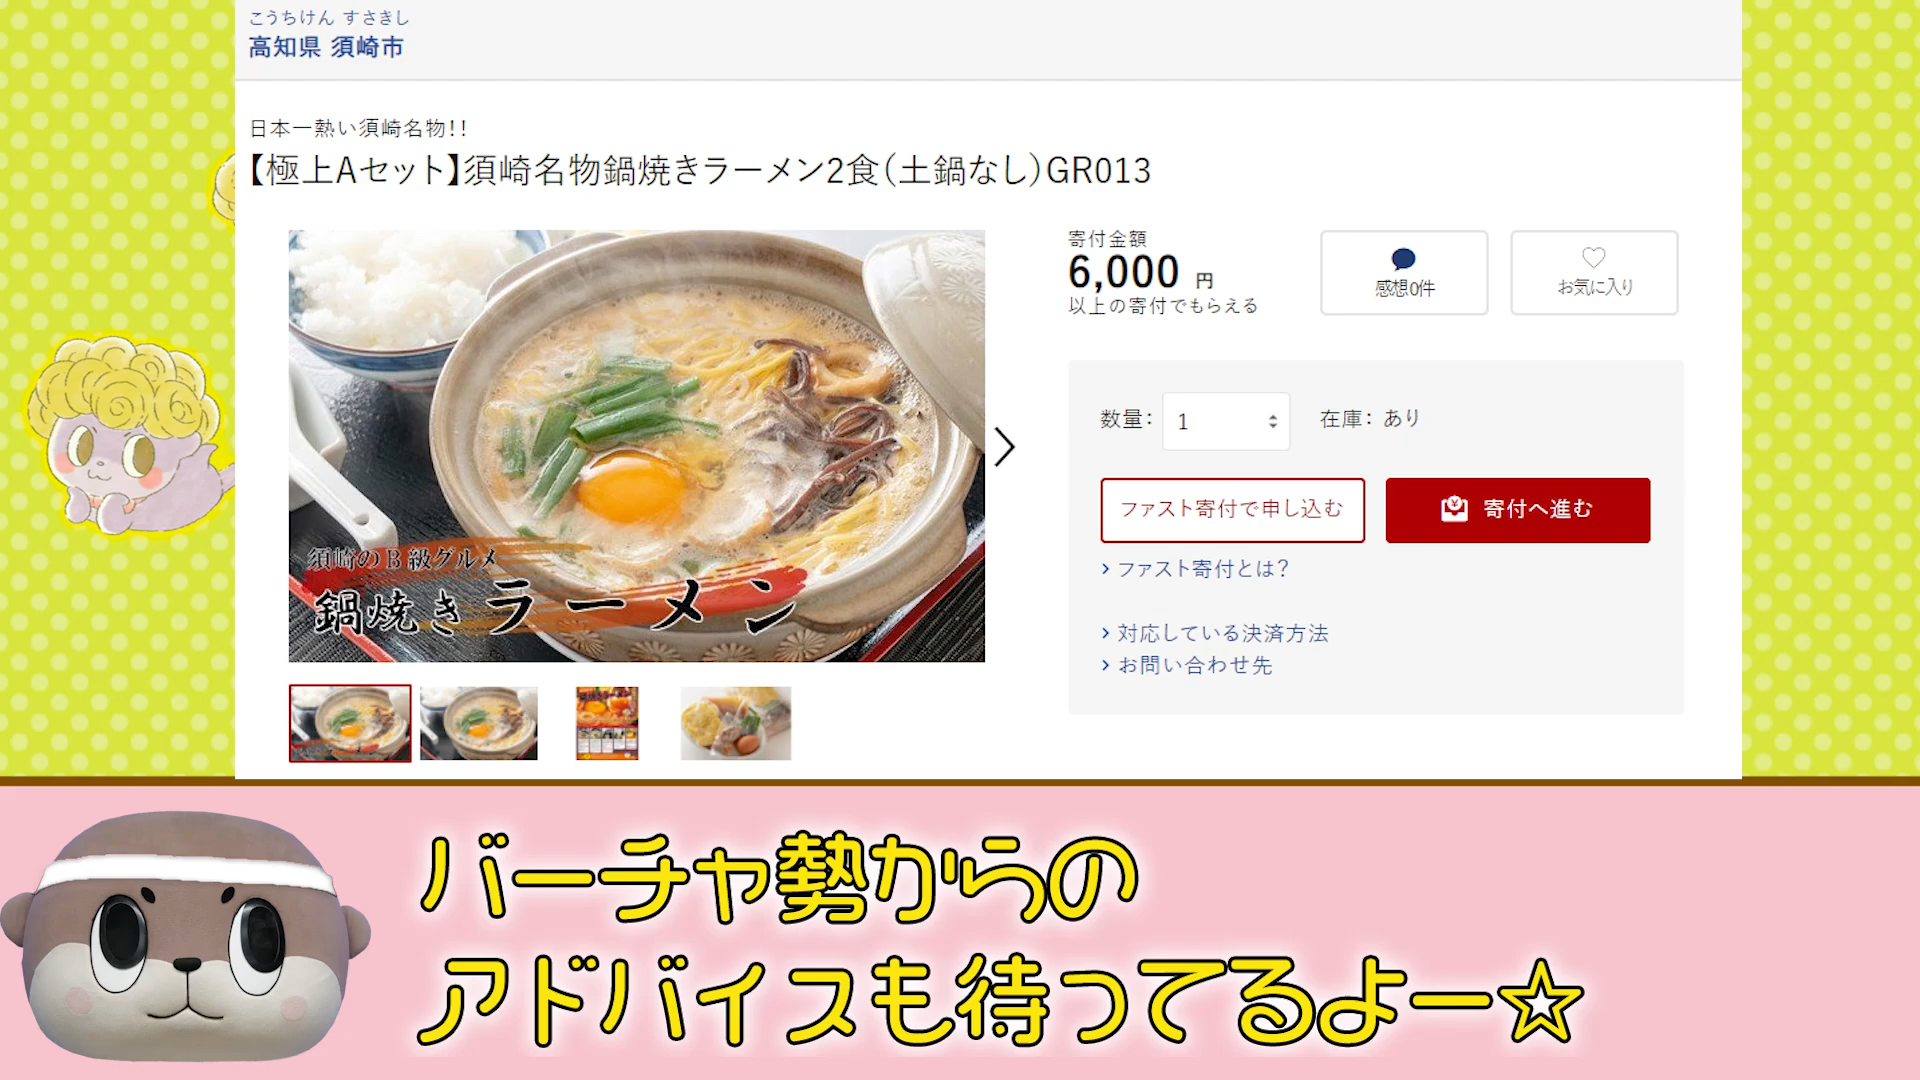 こうちけん すさきし
高知県 須崎市
日本一熱い須崎名物!!
【極上Aセット】須崎名物鍋焼きラーメン2食(土鍋なし)GR013
寄付金額
6,000 円
以上の寄付でもらえる
感想0件
お気に入り
数量: 1 在庫: あり
ファスト寄付で申し込む
寄付へ進む
> ファスト寄付とは?
> 対応している決済方法
> お問い合わせ先
須崎のB級グルメ
鍋焼きラーメン
バーチャ勢からの
アドバイスも待ってるよー☆